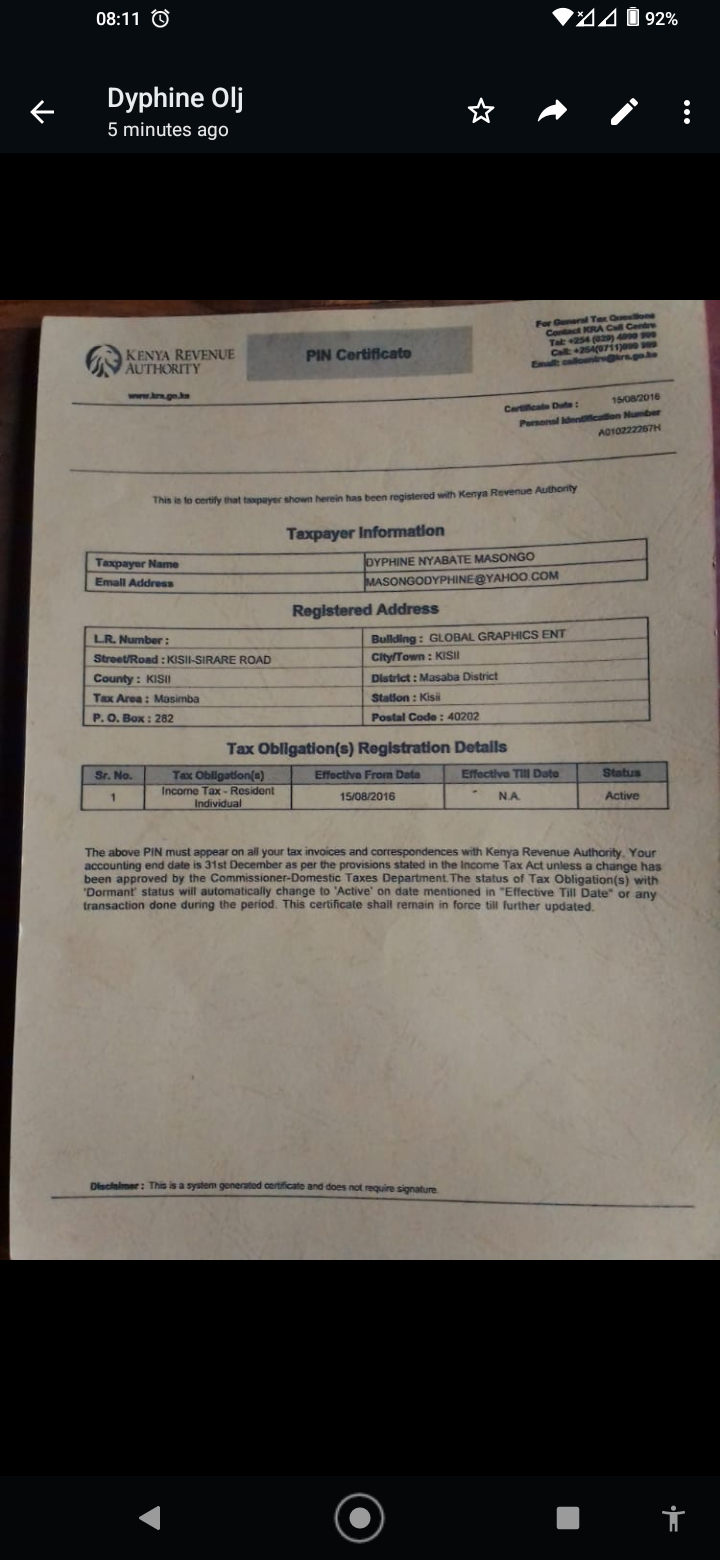 08:11
92%
Dyphine Olj
5 minutes ago
KENYA REVENUE
AUTHORITY
www.kra.go.ke
PIN Certificate
For General Tax Questions
Contact KRA Call Centre
Tel: +254 (020) 4999 999
Cell: +254(0711)099 999
Email: callcentre@kra.go.ke
Certificate Date : 15/08/2016
Personal Identification Number
A010222267H
This is to certify that taxpayer shown herein has been registered with Kenya Revenue Authority
Taxpayer Information
Taxpayer Name DYPHINE NYABATE MASONGO
Email Address MASONGODYPHINE@YAHOO.COM
Registered Address
L.R. Number : Building : GLOBAL GRAPHICS ENT
Street/Road : KISII-SIRARE ROAD City/Town : KISII
County : KISII District : Masaba District
Tax Area : Masimba Station : Kisii
P. O. Box : 282 Postal Code : 40202
Tax Obligation(s) Registration Details
Sr. No. Tax Obligation(s) Effective From Date Effective Till Date Status
1 Income Tax - Resident Individual 15/08/2016 N.A. Active
The above PIN must appear on all your tax invoices and correspondences with Kenya Revenue Authority. Your
accounting end date is 31st December as per the provisions stated in the Income Tax Act unless a change has
been approved by the Commissioner-Domestic Taxes Department.The status of Tax Obligation(s) with
'Dormant' status will automatically change to 'Active' on date mentioned in "Effective Till Date" or any
transaction done during the period. This certificate shall remain in force till further updated.
Disclaimer : This is a system generated certificate and does not require signature.